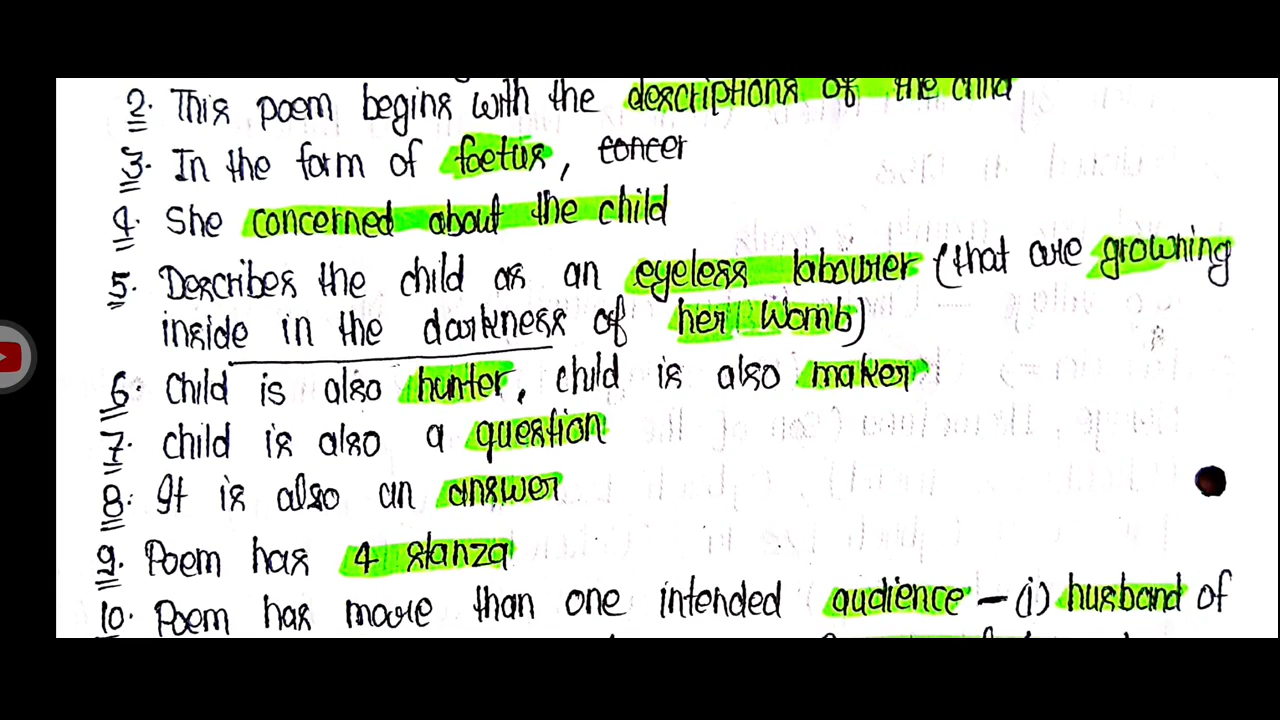 2. This poem begins with the descriptions of the child
3. In the form of foetus, concer
4. She concerned about the child
5. Describes the child as an eyeless labourer (that are growning
inside in the darkness of her Womb)
6. Child is also hunter, child is also maker
7. child is also a question
8. It is also an answer
9. Poem has 4 stanza
10. Poem has more than one intended audience - (i) husband of